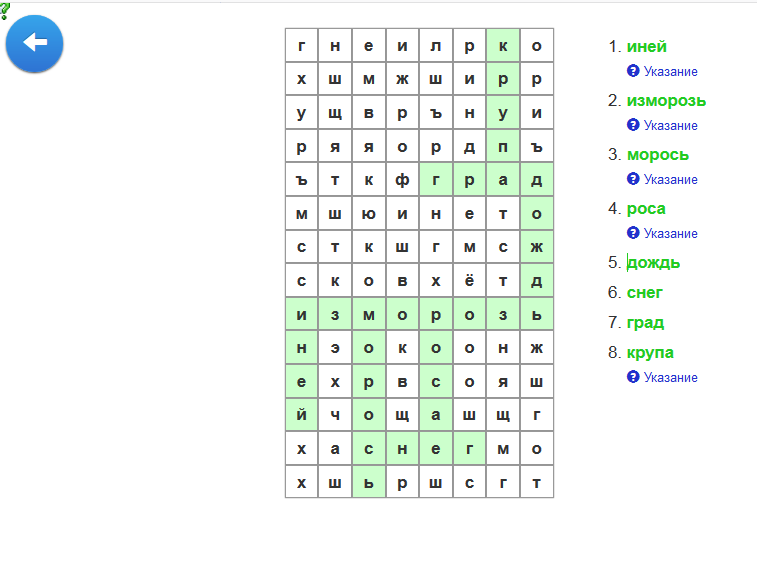 г н е и л р к о
х ш м ж ш и р р
у щ в р ъ н у и
р я я о р д п ъ
ъ т к ф г р а д
м ш ю и н е т о
с т к ш г м с ж
с к о в х ё т д
и з м о р о з ь
н э о к о о н ж
е х р в с о я ш
й ч о щ а ш щ г
х а с н е г м о
х ш ь р ш с г т
1. иней
? Указание
2. изморозь
? Указание
3. морось
? Указание
4. роса
? Указание
5. дождь
6. снег
7. град
8. крупа
? Указание